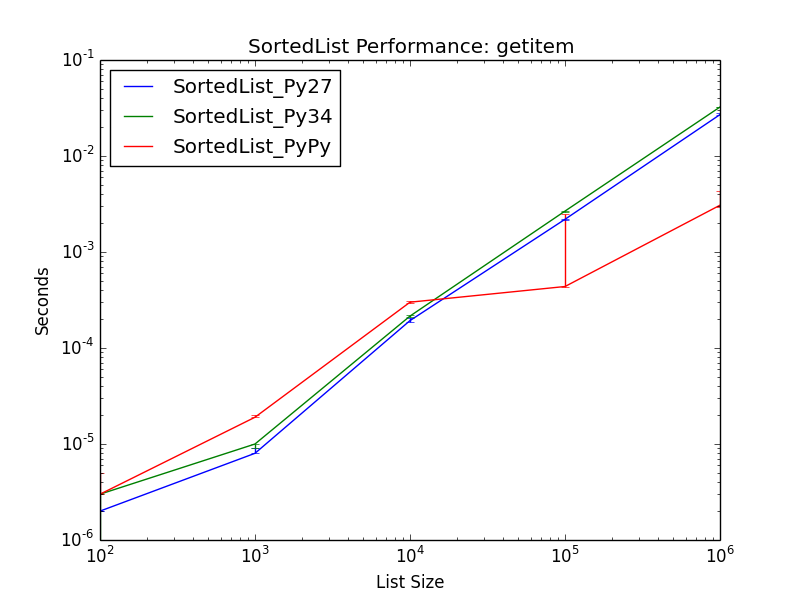 SortedList Performance: getitem
10^-1
SortedList_Py27
SortedList_Py34
SortedList_PyPy
10^-2
10^-3
Seconds
10^-4
10^-5
10^-6
10^2 10^3 10^4 10^5 10^6
List Size